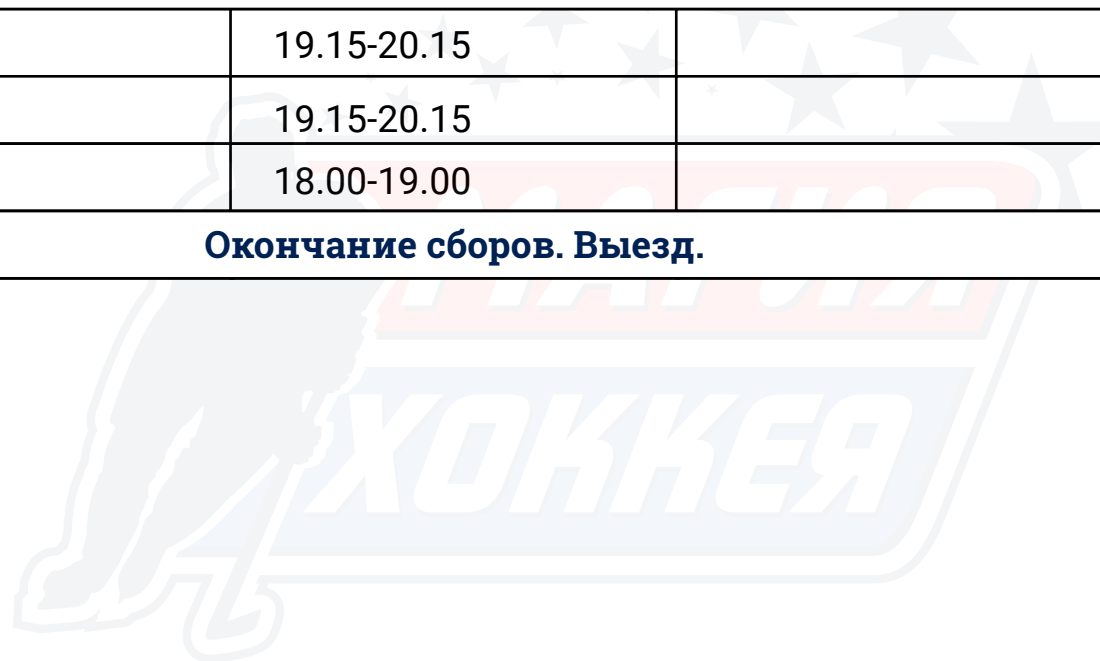 19.15-20.15
19.15-20.15
18.00-19.00
Окончание сборов. Выезд.
МАГИЯ
ХОККЕЯ